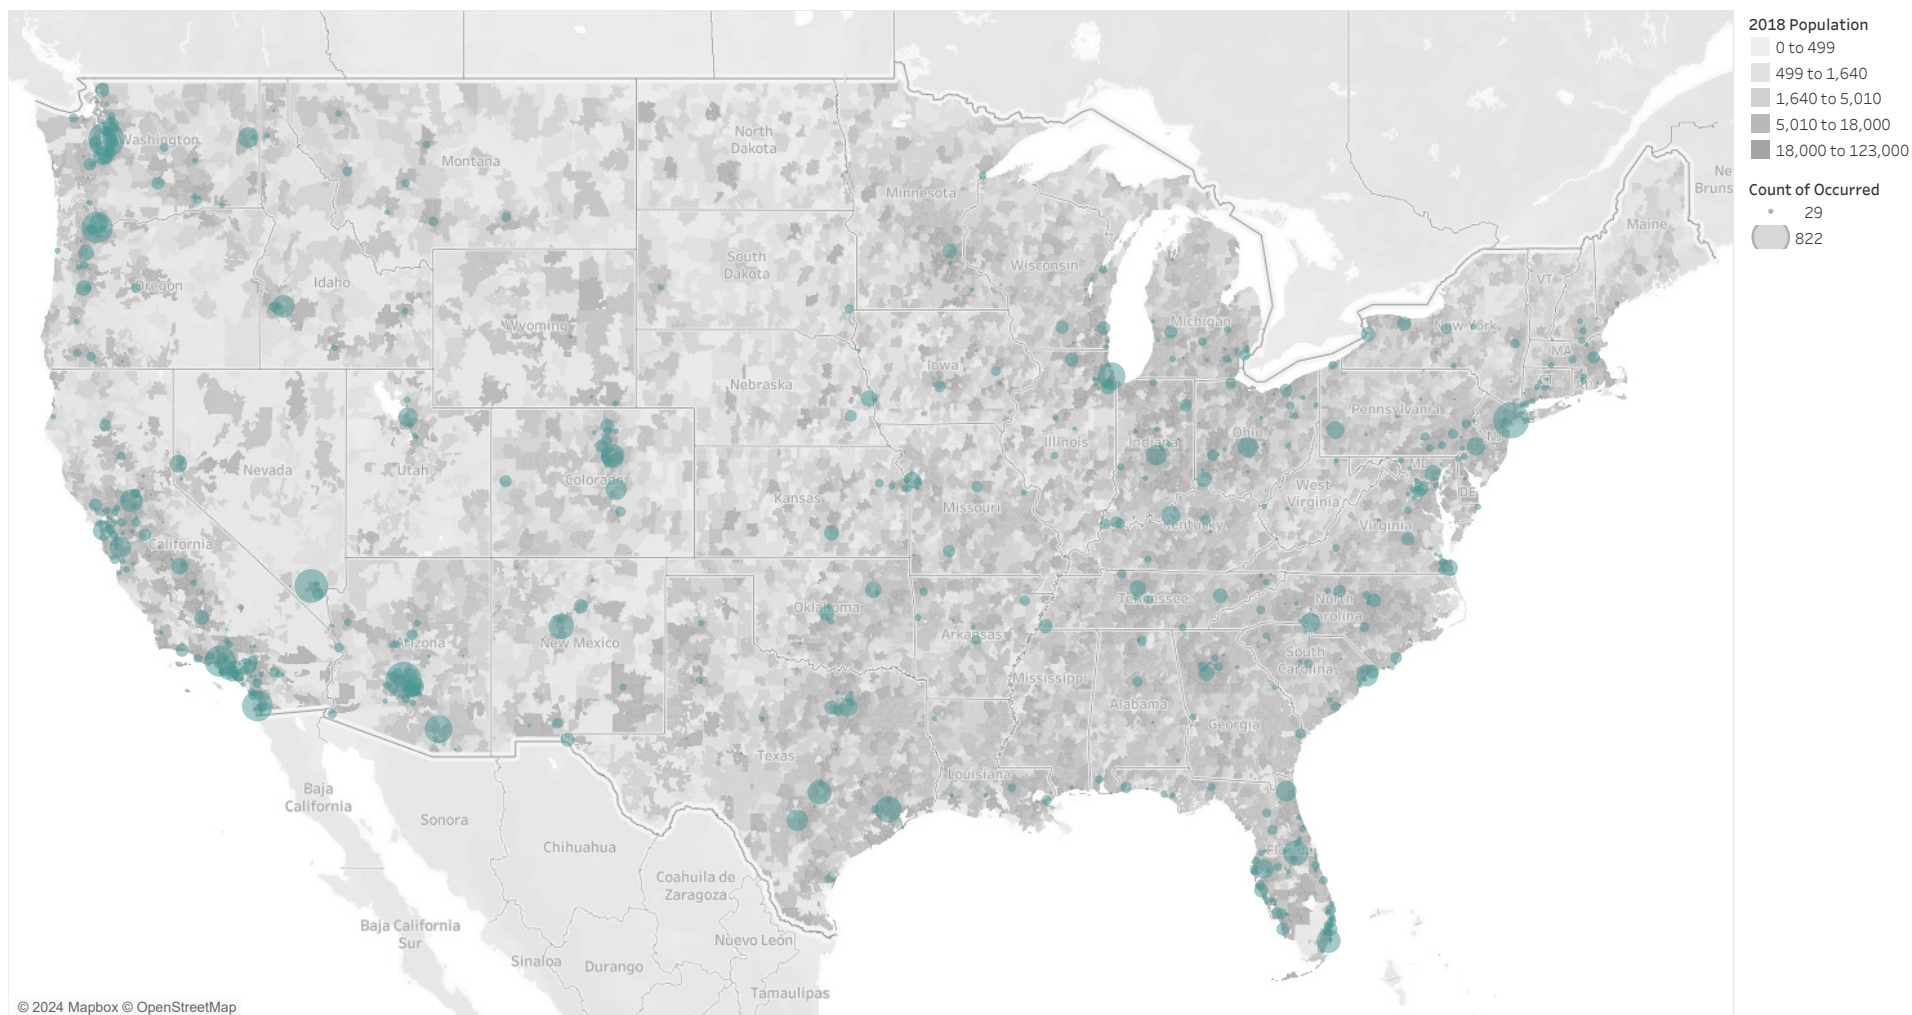 2018 Population
0 to 499
499 to 1,640
1,640 to 5,010
5,010 to 18,000
18,000 to 123,000
Count of Occurred
29
822
Ne
Bruns
Washington
Montana
North
Dakota
Minnesota
Maine
South
Dakota
Wisconsin
Oregon
Idaho
VT
Wyoming
Michigan
New York
MA
Iowa
Nebraska
CT
Pennsylvania
Illinois
Indiana
Ohio
NJ
Nevada
Utah
Colorado
MD
Kansas
West
Virginia
DE
Missouri
Kentucky
Virginia
California
Oklahoma
Tennessee
North
Carolina
Arizona
New Mexico
Arkansas
South
Carolina
Mississippi
Alabama
Georgia
Texas
Louisiana
Baja
California
Sonora
Chihuahua
Florida
Coahuila de
Zaragoza
Baja California
Sur
Nuevo León
Sinaloa
Durango
Tamaulipas
© 2024 Mapbox © OpenStreetMap